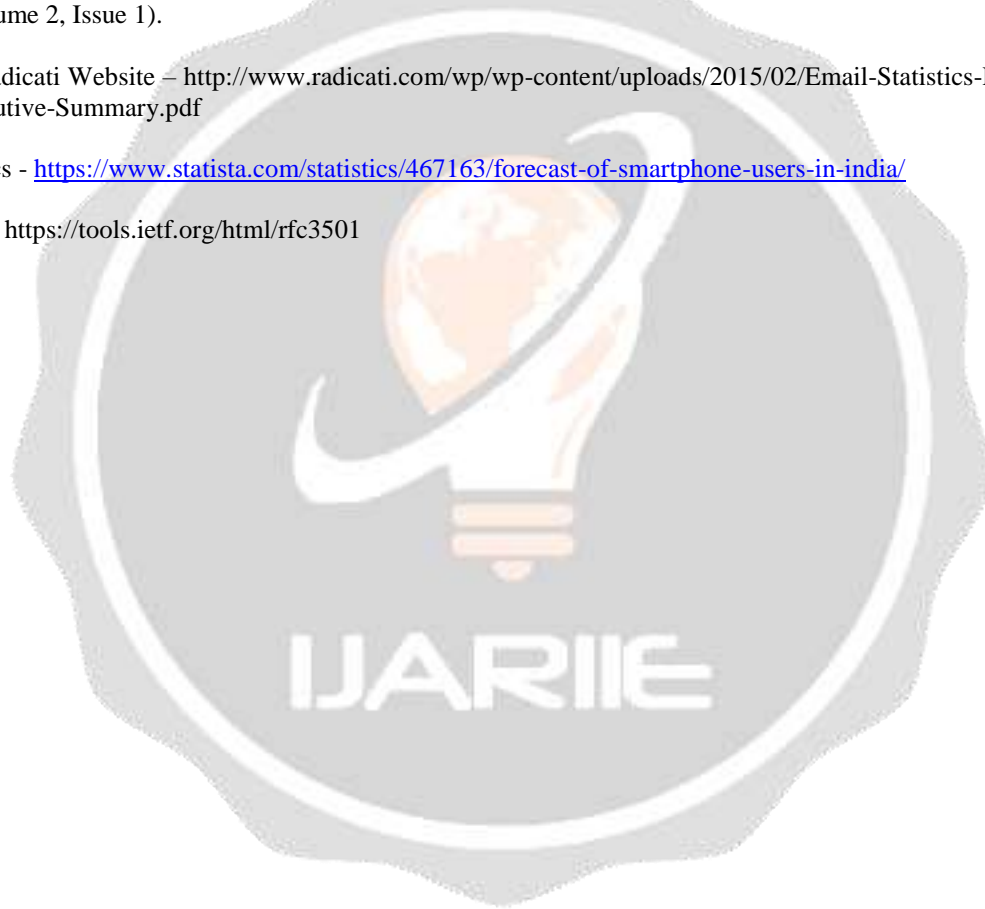 ume 2, Issue 1).
dicati Website – http://www.radicati.com/wp/wp-content/uploads/2015/02/Email-Statistics-
utive-Summary.pdf
s - https://www.statista.com/statistics/467163/forecast-of-smartphone-users-in-india/
https://tools.ietf.org/html/rfc3501
IJARIIE